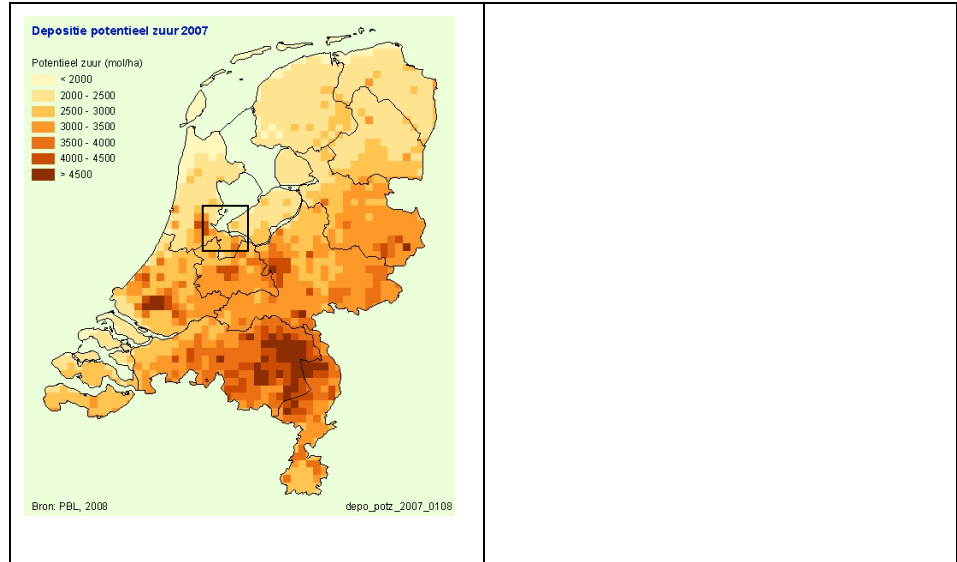 Depositie potentieel zuur 2007
Potentieel zuur (mol/ha)
< 2000
2000 - 2500
2500 - 3000
3000 - 3500
3500 - 4000
4000 - 4500
> 4500
Bron: PBL, 2008
depo_potz_2007_0108